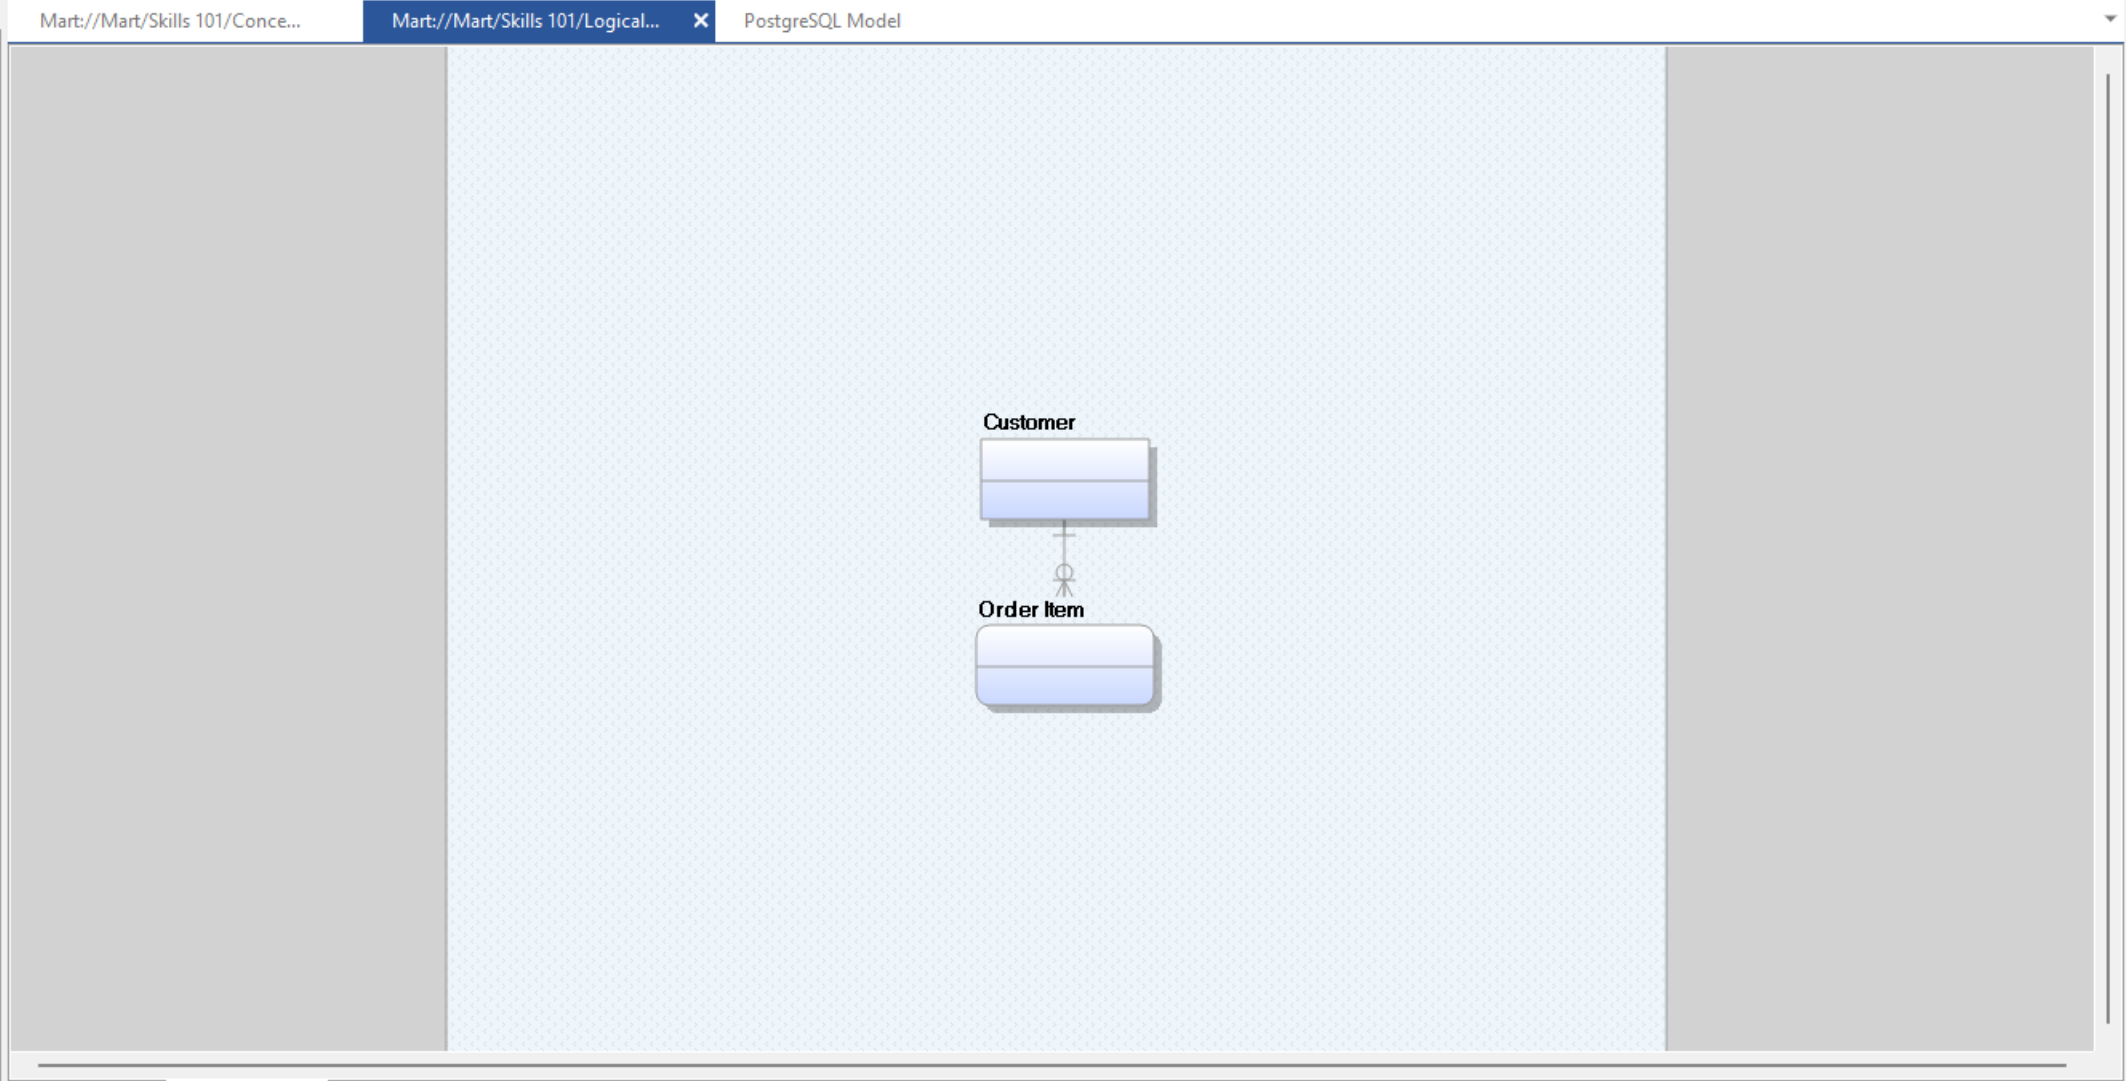 Mart://Mart/Skills 101/Conce...
Mart://Mart/Skills 101/Logical...
PostgreSQL Model
Customer
Order Item